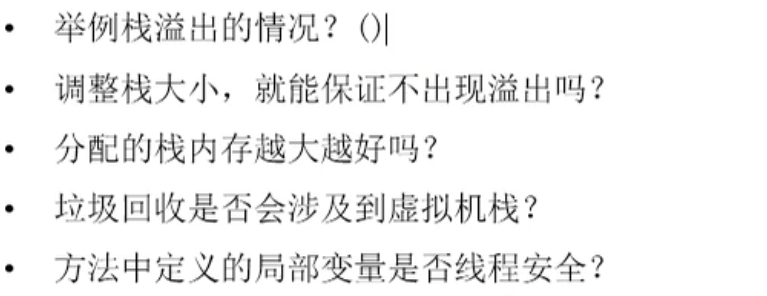 • 举例栈溢出的情况？()
• 调整栈大小，就能保证不出现溢出吗？
• 分配的栈内存越大越好吗？
• 垃圾回收是否会涉及到虚拟机栈？
• 方法中定义的局部变量是否线程安全？